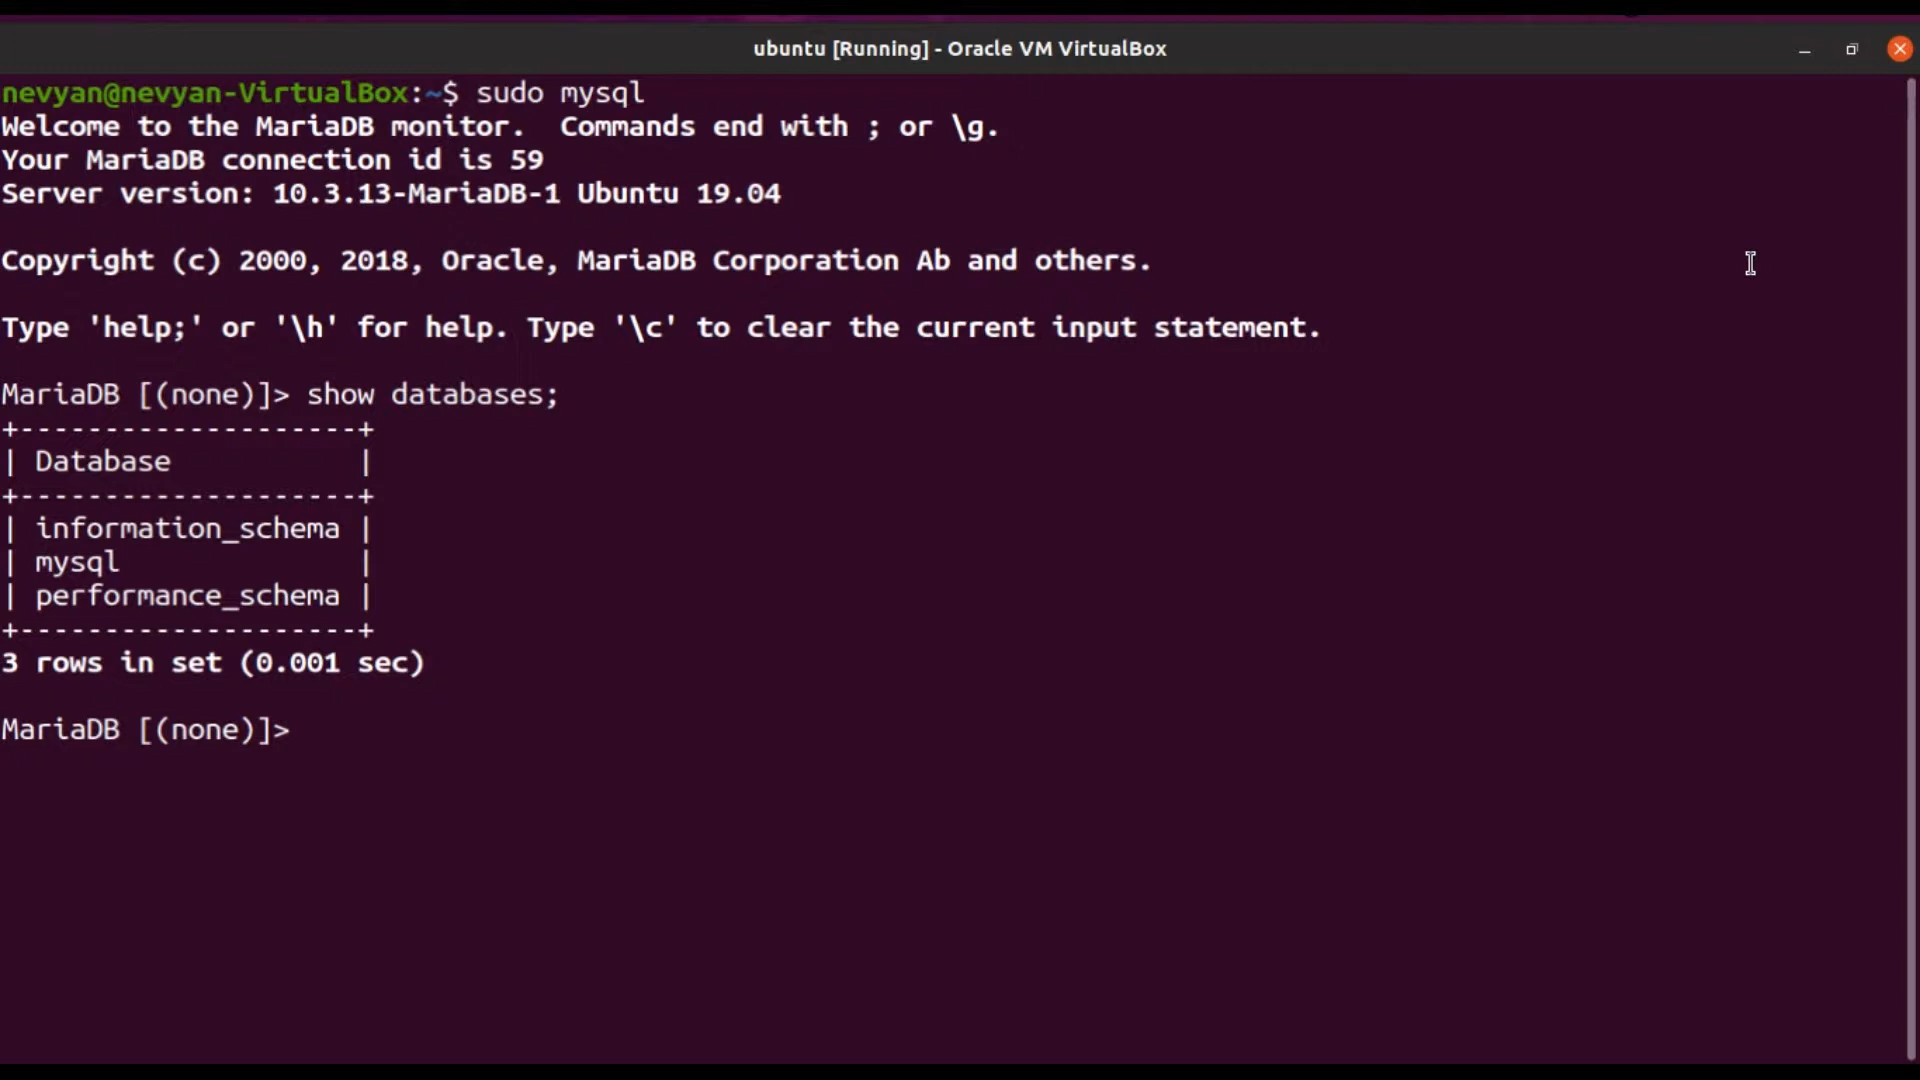 ubuntu [Running] - Oracle VM VirtualBox
nevyan@nevyan-VirtualBox:~$ sudo mysql
Welcome to the MariaDB monitor.  Commands end with ; or \g.
Your MariaDB connection id is 59
Server version: 10.3.13-MariaDB-1 Ubuntu 19.04
Copyright (c) 2000, 2018, Oracle, MariaDB Corporation Ab and others.
Type 'help;' or '\h' for help. Type '\c' to clear the current input statement.
MariaDB [(none)]> show databases;
+--------------------+
| Database           |
+--------------------+
| information_schema |
| mysql              |
| performance_schema |
+--------------------+
3 rows in set (0.001 sec)
MariaDB [(none)]>